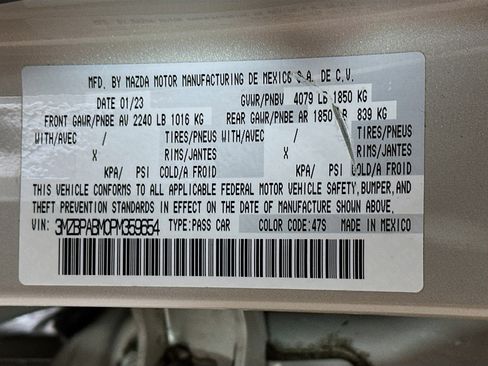 MFD. BY MAZDA MOTOR MANUFACTURING DE MEXICO S.A. DE C.V.
DATE 01/23 GVWR/PNBV 4079 LB 1850 KG
FRONT GAWR/PNBE AV 2240 LB 1016 KG REAR GAWR/PNBE AR 1850 LB 839 KG
WITH/AVEC / TIRES/PNEUS WITH/AVEC / TIRES/PNEUS
X RIMS/JANTES X RIMS/JANTES
KPA/ PSI COLD/A FROID KPA/ PSI COLD/A FROID
THIS VEHICLE CONFORMS TO ALL APPLICABLE FEDERAL MOTOR VEHICLE SAFETY, BUMPER, AND
THEFT PREVENTION STANDARDS IN EFFECT ON THE DATE OF MANUFACTURE SHOWN ABOVE.
VIN: 3MZBPABM0PM359654 TYPE:PASS CAR COLOR CODE:47S MADE IN MEXICO